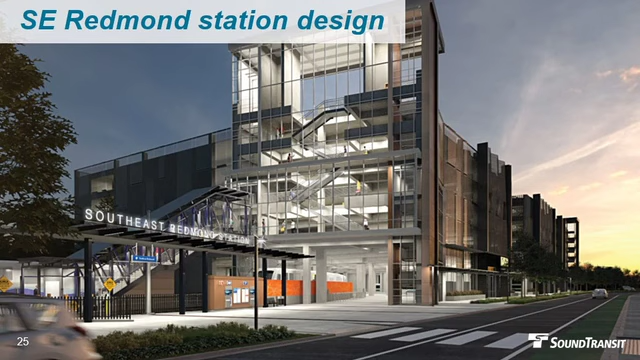 SE Redmond station design
SOUTHEAST REDMOND STATION
25
SOUNDTRANSIT